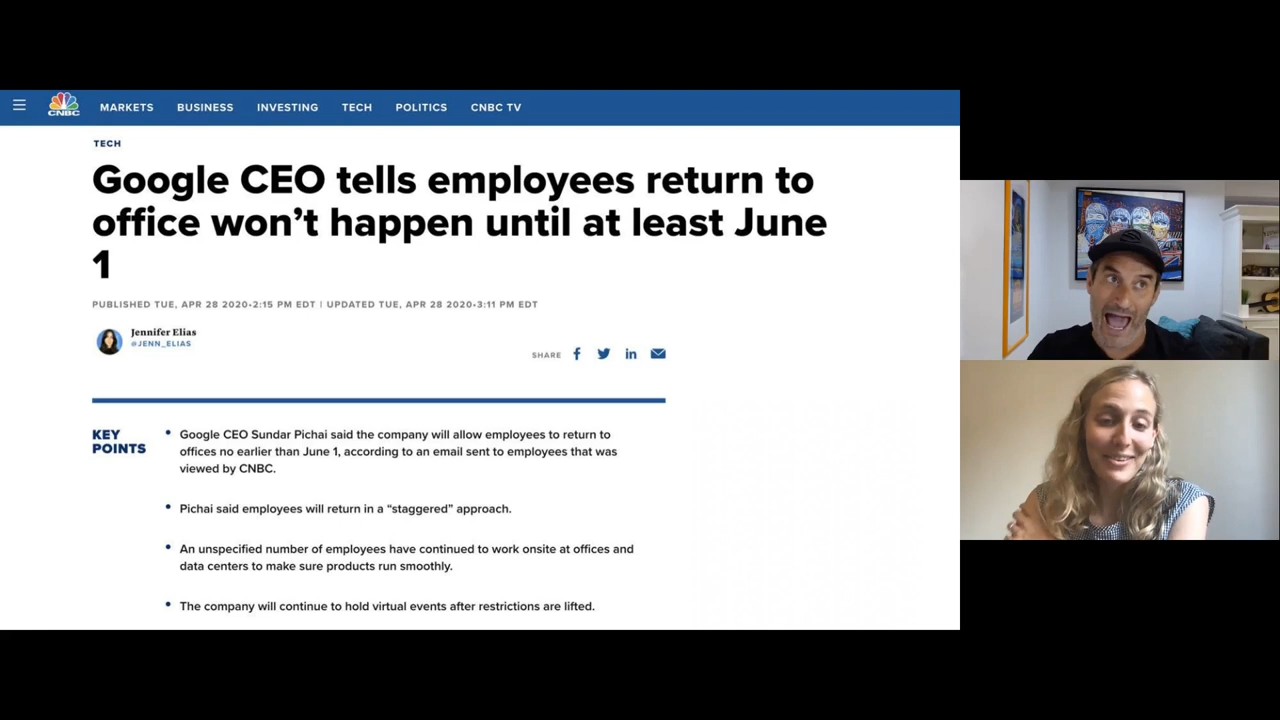 CNBC
MARKETS
BUSINESS
INVESTING
TECH
POLITICS
CNBC TV
TECH
Google CEO tells employees return to
office won’t happen until at least June
1
PUBLISHED TUE, APR 28 2020•2:15 PM EDT | UPDATED TUE, APR 28 2020•3:11 PM EDT
Jennifer Elias
@JENN_ELIAS
SHARE
KEY
POINTS
• Google CEO Sundar Pichai said the company will allow employees to return to
offices no earlier than June 1, according to an email sent to employees that was
viewed by CNBC.
• Pichai said employees will return in a “staggered” approach.
• An unspecified number of employees have continued to work onsite at offices and
data centers to make sure products run smoothly.
• The company will continue to hold virtual events after restrictions are lifted.